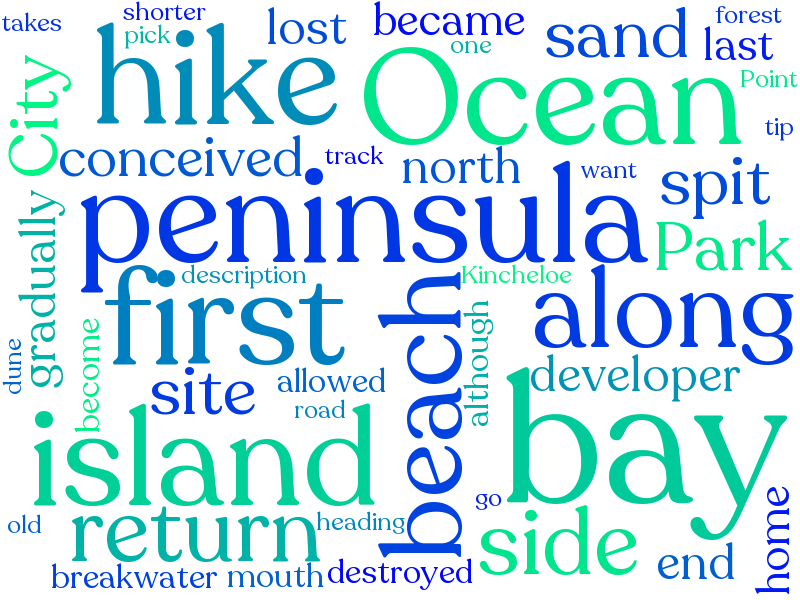 takes
shorter
pick
lost
became
one
sand
forest
last
Point
tip
City
hike
Ocean
conceived
track
north
want
spit
gradually
peninsula
Park
description
Kincheloe
first
beach
along
dune
become
site
allowed
road
although
developer
island
bay
old
return
heading
go
side
end
home
breakwater
mouth
destroyed